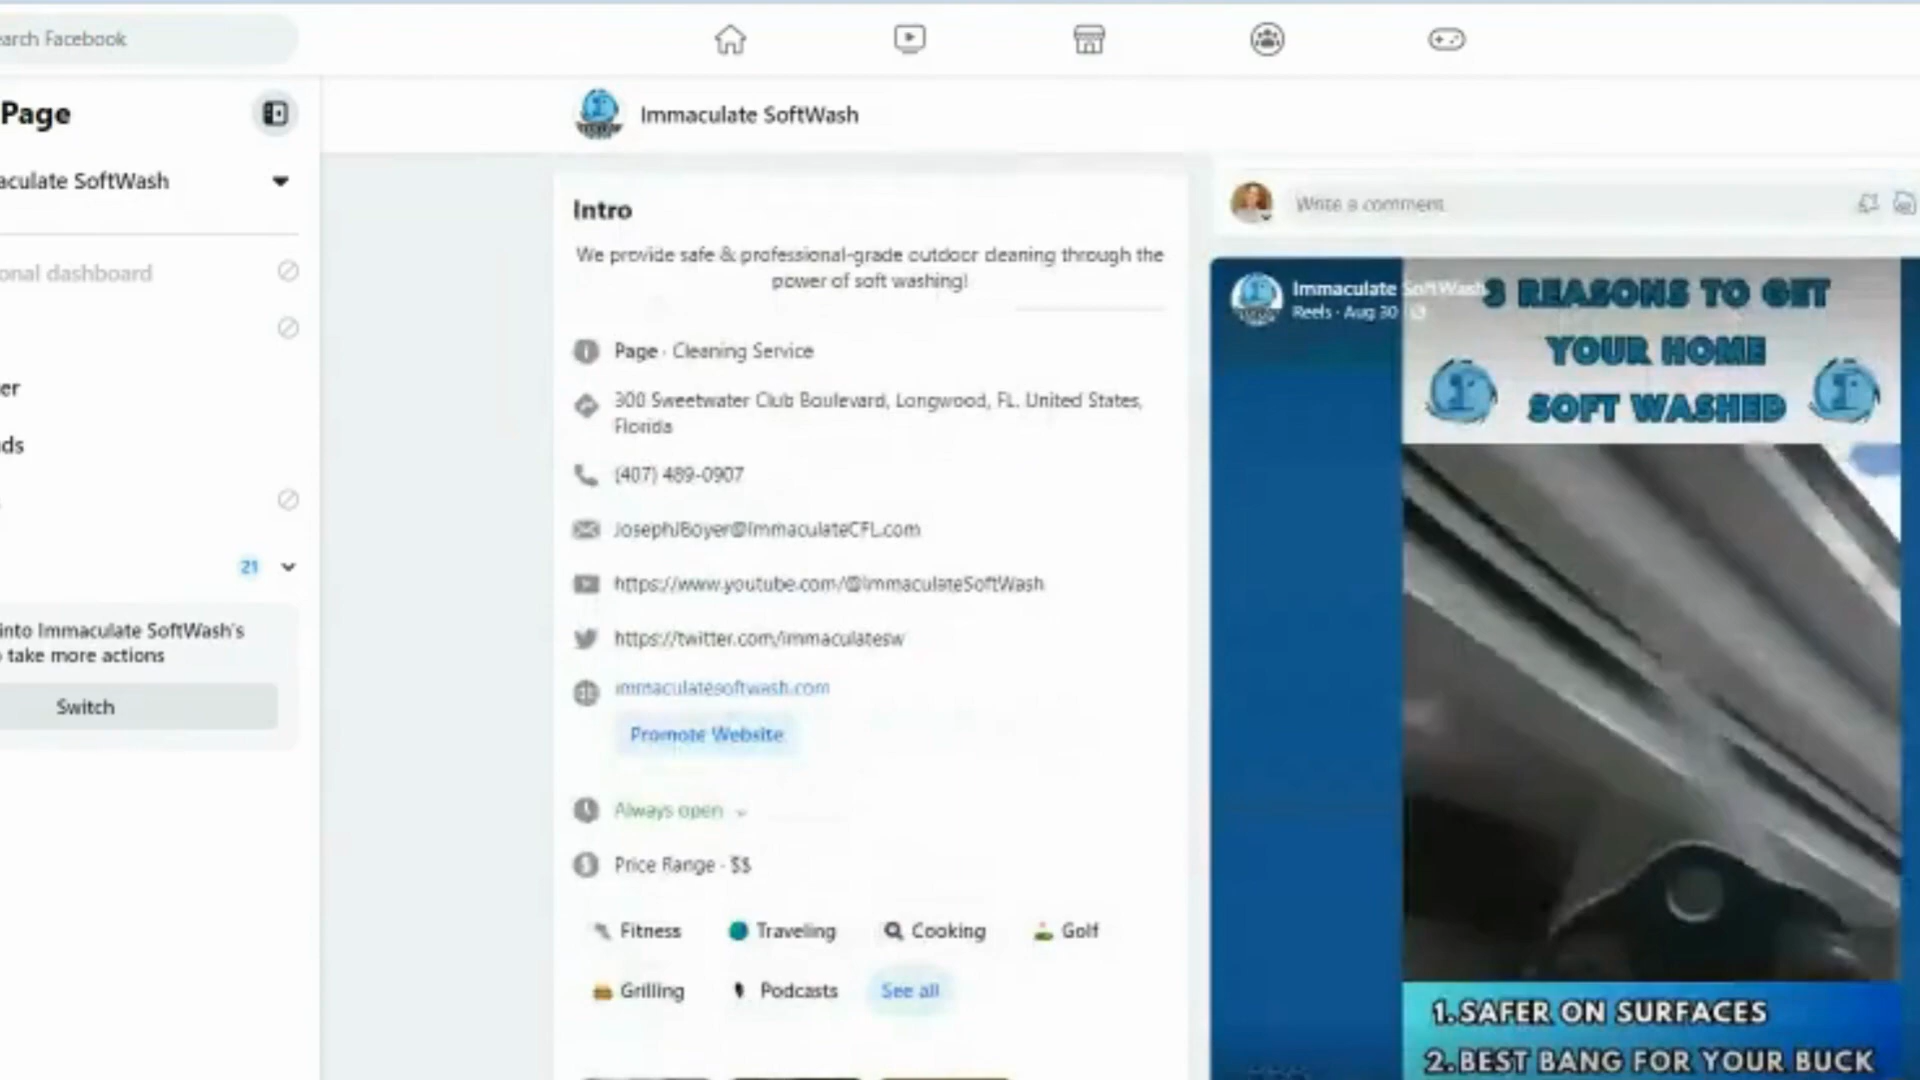 arch Facebook
Page
Immaculate SoftWash
aculate SoftWash
onal dashboard
er
ds
21
into Immaculate SoftWash's
take more actions
Switch
Intro
We provide safe & professional-grade outdoor cleaning through the
power of soft washing!
Page · Cleaning Service
300 Sweetwater Club Boulevard, Longwood, FL, United States,
Florida
(407) 489-0907
JosephJBoyer@ImmaculateCFL.com
https://www.youtube.com/@ImmaculateSoftWash
https://twitter.com/immaculatesw
immaculatesoftwash.com
Promote Website
Always open
Price Range · $$
Fitness Traveling Cooking Golf
Grilling Podcasts See all
Write a comment
Immaculate SoftWash
Reels · Aug 30
3 REASONS TO GET
YOUR HOME
SOFT WASHED
1. SAFER ON SURFACES
2. BEST BANG FOR YOUR BUCK